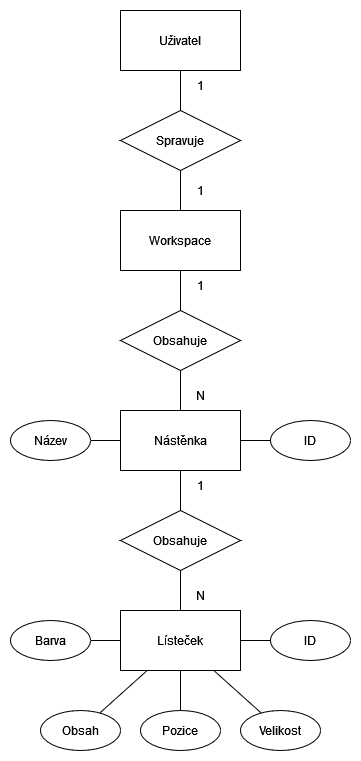 Uživatel
1
Spravuje
1
Workspace
1
Obsahuje
N
Název
Nástěnka
ID
1
Obsahuje
N
Barva
Lísteček
ID
Obsah
Pozice
Velikost